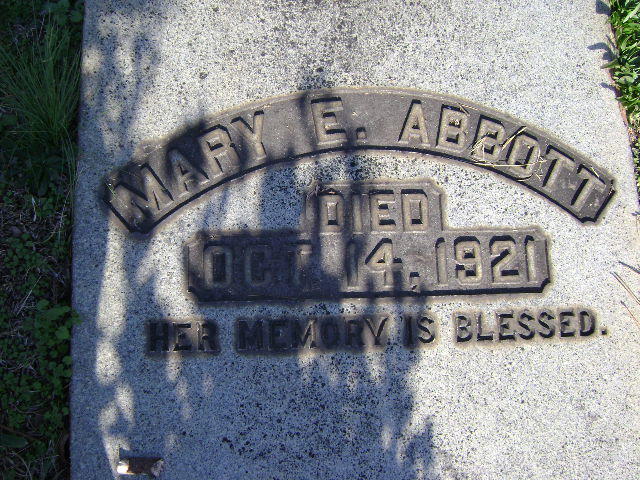 MARY E. ABBOTT
DIED
OCT. 14, 1921
HER MEMORY IS BLESSED.